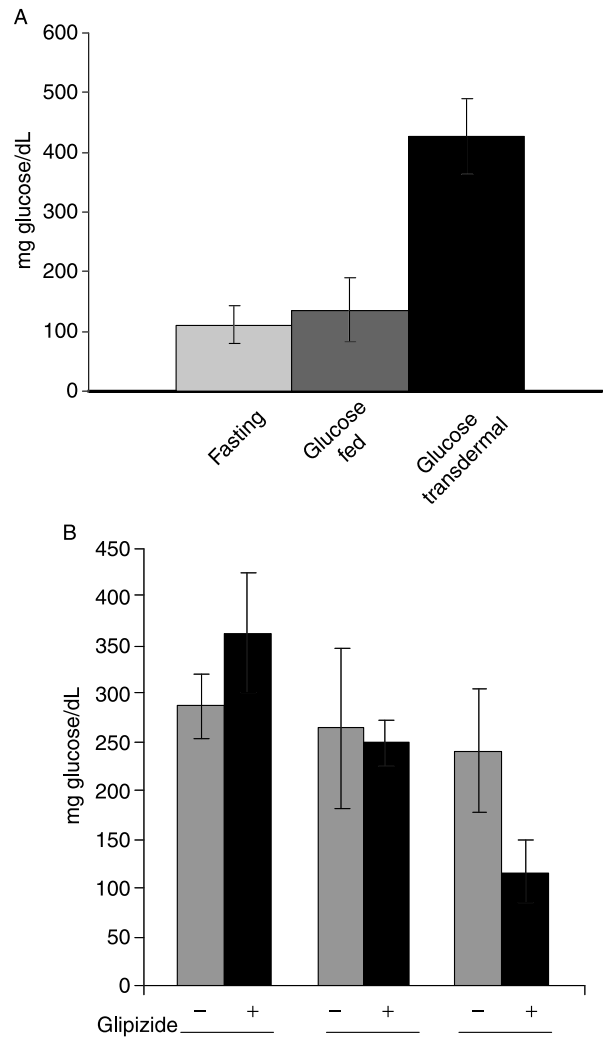 A
mg glucose/dL
600
500
400
300
200
100
0
Fasting
Glucose
fed
Glucose
transdermal
B
mg glucose/dL
450
400
350
300
250
200
150
100
50
0
Glipizide − + − + − +